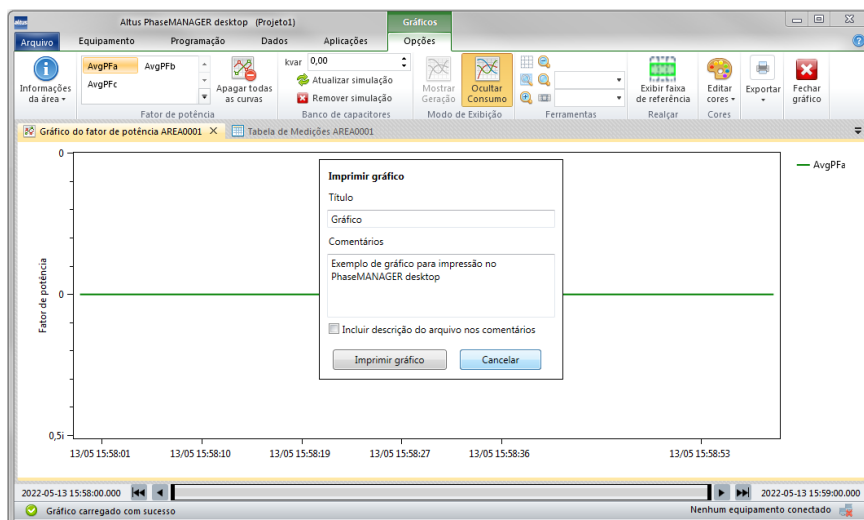 altus
Altus PhaseMANAGER desktop (Projeto1)
Gráficos
Arquivo
Equipamento
Programação
Dados
Aplicações
Opções
Informações
da área
AvgPFa
AvgPFb
AvgPFc
Fator de potência
Apagar todas
as curvas
kvar
0,00
Atualizar simulação
Remover simulação
Banco de capacitores
Mostrar
Geração
Ocultar
Consumo
Modo de Exibição
Ferramentas
Exibir faixa
de referência
Realçar
Editar
cores
Cores
Exportar
Fechar
gráfico
Gráfico do fator de potência AREA0001
Tabela de Medições AREA0001
0
Fator de potência
0
0,5i
AvgPFa
Imprimir gráfico
Título
Gráfico
Comentários
Exemplo de gráfico para impressão no
PhaseMANAGER desktop
Incluir descrição do arquivo nos comentários
Imprimir gráfico
Cancelar
13/05 15:58:01
13/05 15:58:10
13/05 15:58:19
13/05 15:58:27
13/05 15:58:36
13/05 15:58:53
2022-05-13 15:58:00.000
2022-05-13 15:59:00.000
Gráfico carregado com sucesso
Nenhum equipamento conectado